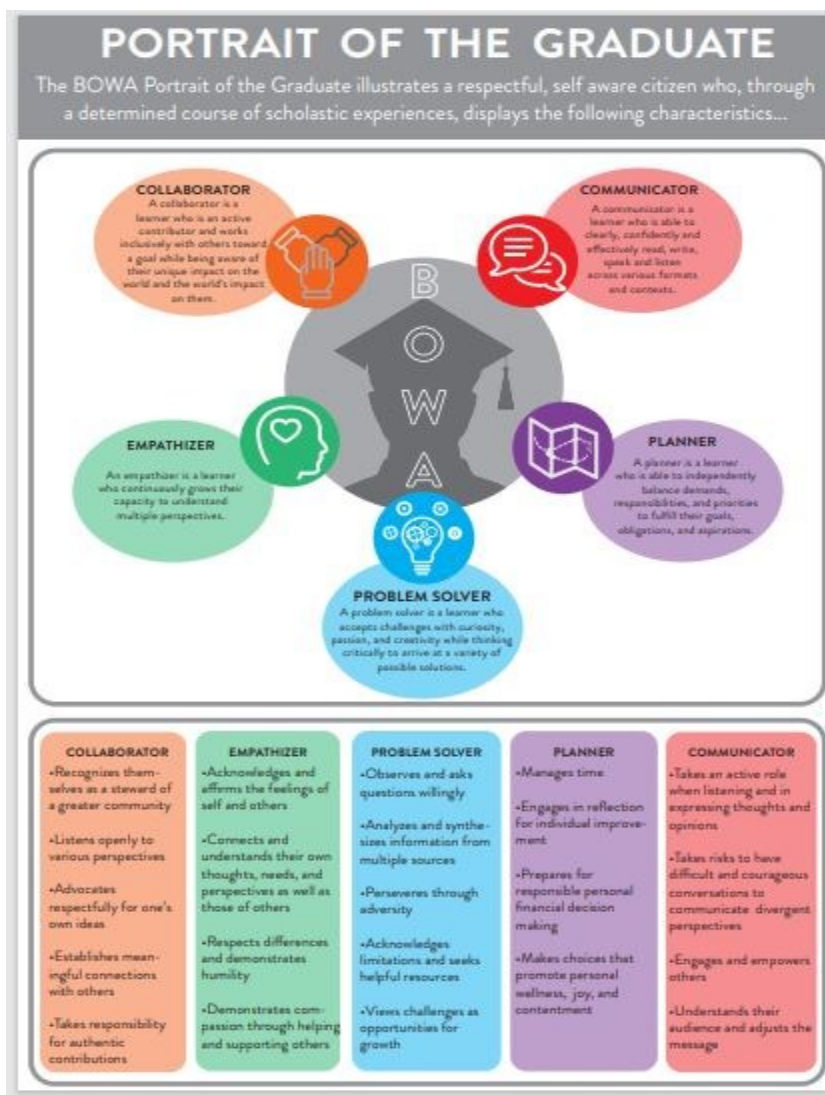 PORTRAIT OF THE GRADUATE
The BOWA Portrait of the Graduate illustrates a respectful, self aware citizen who, through
a determined course of scholastic experiences, displays the following characteristics...
COLLABORATOR
A collaborator is a
learner who is an active
contributor and works
inclusively with others toward
a goal while being aware of
their unique impact on the
world and the world's impact
on them.
COMMUNICATOR
A communicator is a
learner who is able to
clearly, confidently and
effectively read, write,
speak and listen
across various formats
and contexts.
B
O
W
A
EMPATHIZER
An empathizer is a learner
who continuously grows their
capacity to understand
multiple perspectives.
PLANNER
A planner is a learner
who is able to independently
balance demands,
responsibilities, and priorities
to fulfill their goals,
obligations, and aspirations.
PROBLEM SOLVER
A problem solver is a learner who
accepts challenges with curiosity,
passion, and creativity while thinking
critically to arrive at a variety of
possible solutions.
COLLABORATOR
•Recognizes them-
selves as a steward of
a greater community
•Listens openly to
various perspectives
•Advocates
respectfully for one's
own ideas
•Establishes mean-
ingful connections
with others
•Takes responsibility
for authentic
contributions
EMPATHIZER
•Acknowledges and
affirms the feelings of
self and others
•Connects and
understands their own
thoughts, needs, and
perspectives as well as
those of others
•Respects differences
and demonstrates
humility
•Demonstrates com-
passion through helping
and supporting others
PROBLEM SOLVER
•Observes and asks
questions willingly
•Analyzes and synthe-
sizes information from
multiple sources
•Perseveres through
adversity
•Acknowledges
limitations and seeks
helpful resources
•Views challenges as
opportunities for
growth
PLANNER
•Manages time
•Engages in reflection
for individual improve-
ment
•Prepares for
responsible personal
financial decision
making
•Makes choices that
promote personal
wellness, joy, and
contentment
COMMUNICATOR
•Takes an active role
when listening and in
expressing thoughts and
opinions
•Takes risks to have
difficult and courageous
conversations to
communicate divergent
perspectives
•Engages and empowers
others
•Understands their
audience and adjusts the
message